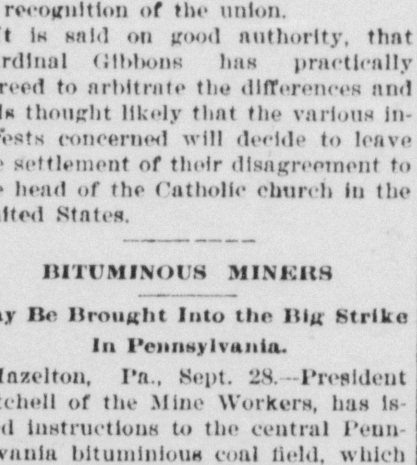 recognition of the union.
t is said on good authority, that
rdinal Gibbons has practically
reed to arbitrate the differences and
is thought likely that the various in-
ests concerned will decide to leave
e settlement of their disagreement to
e head of the Catholic church in the
ited States.
BITUMINOUS MINERS
ay Be Brought Into the Big Strike
In Pennsylvania.
Hazelton, Pa., Sept. 28.—President
tchell of the Mine Workers, has is-
d instructions to the central Penn-
vania bituminious coal field, which